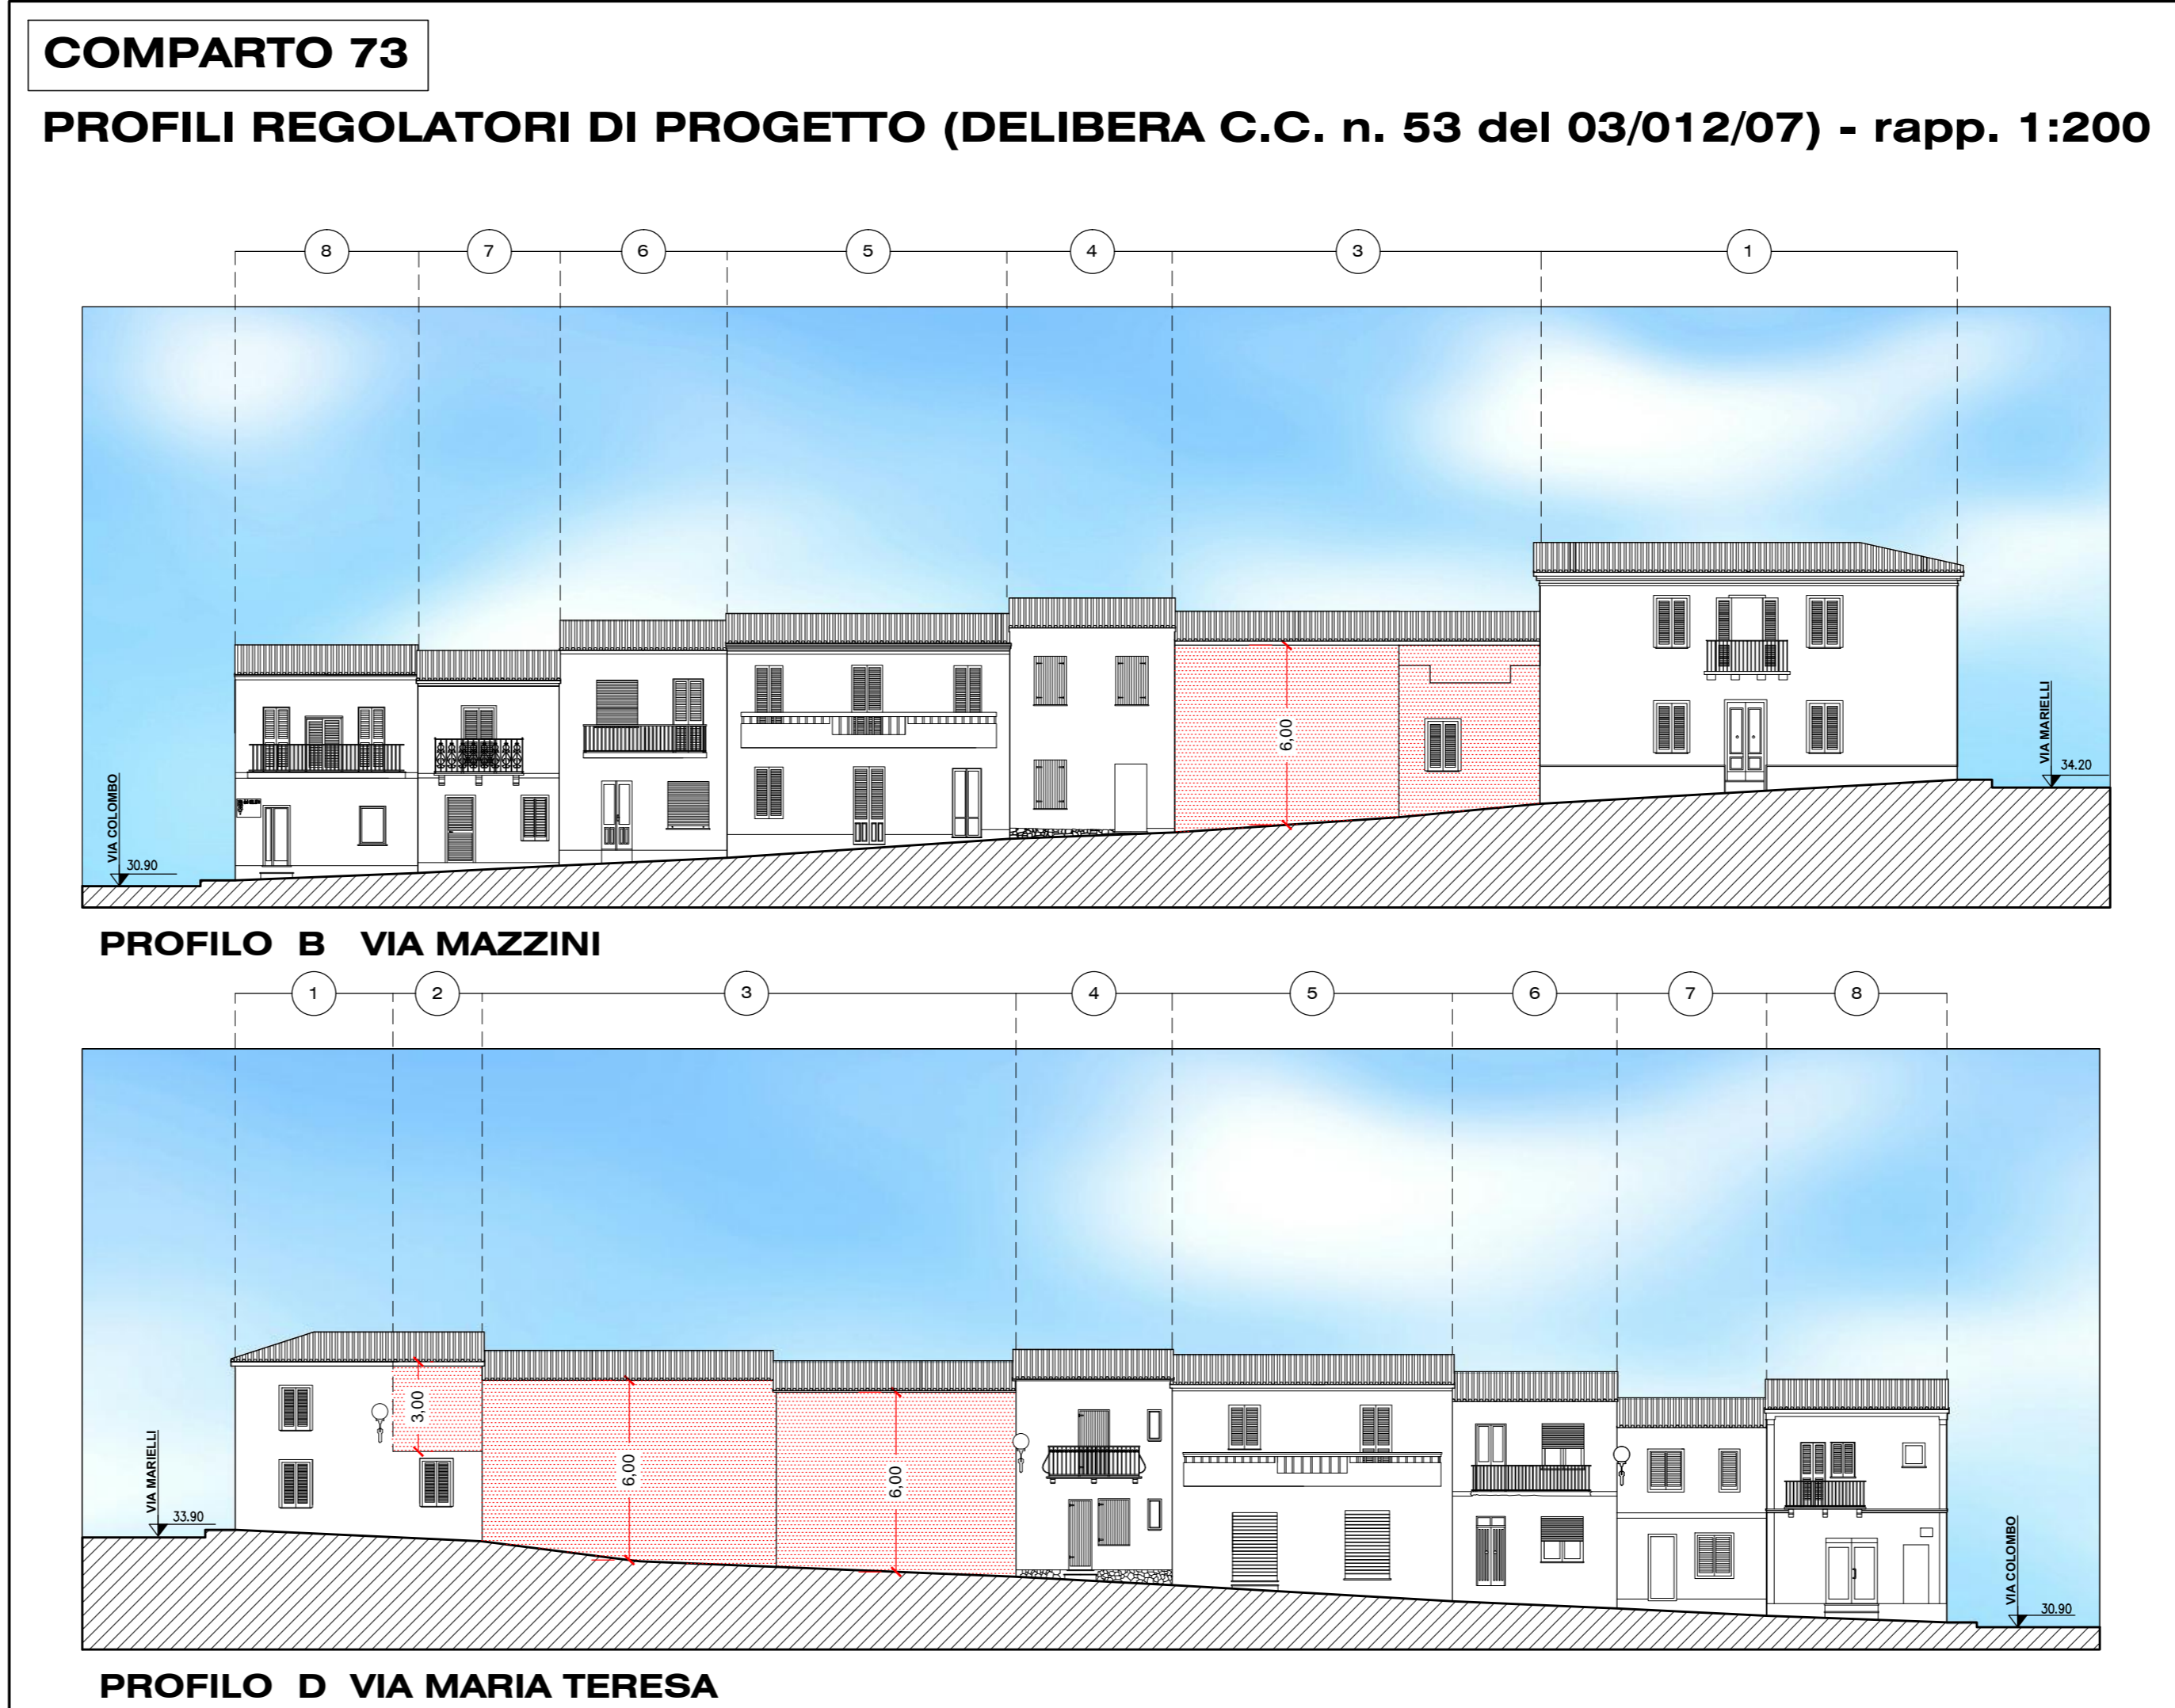 COMPARTO 73
PROFILI REGOLATORI DI PROGETTO (DELIBERA C.C. n. 53 del 03/012/07) - rapp. 1:200
8 7 6 5 4 3 1
6,00
VIA COLOMBO
30.90
VIA MARIELLI
34.20
PROFILO B VIA MAZZINI
1 2 3 4 5 6 7 8
3,00
6,00
6,00
VIA MARIELLI
33.90
VIA COLOMBO
30.90
PROFILO D VIA MARIA TERESA